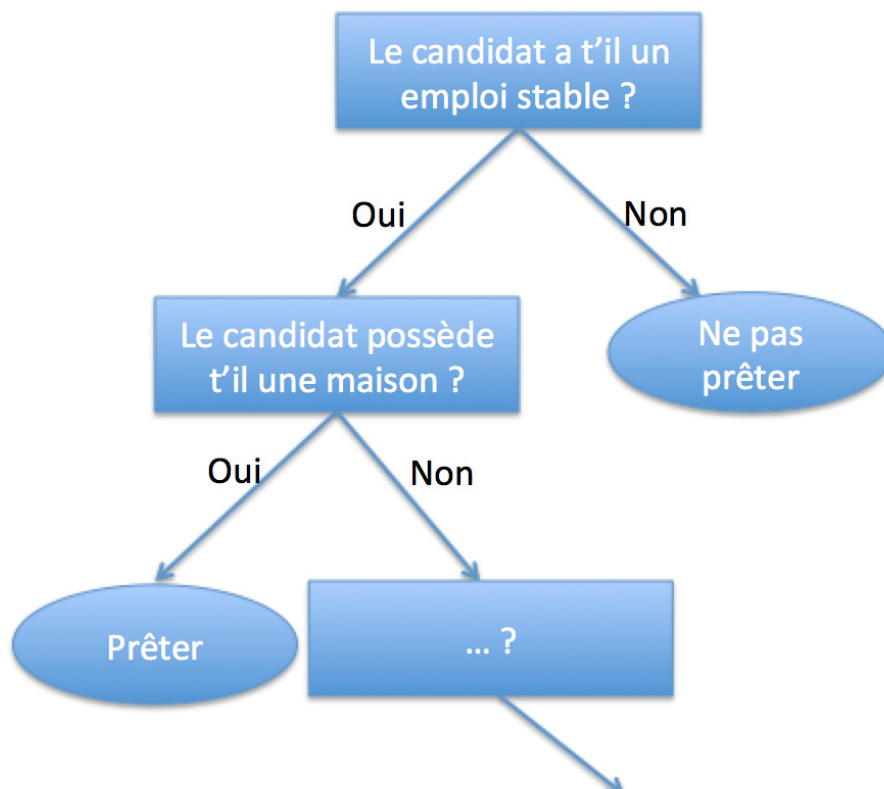 Le candidat a t’il un
emploi stable ?
Oui
Non
Le candidat possède
t’il une maison ?
Ne pas
prêter
Oui
Non
Prêter
... ?